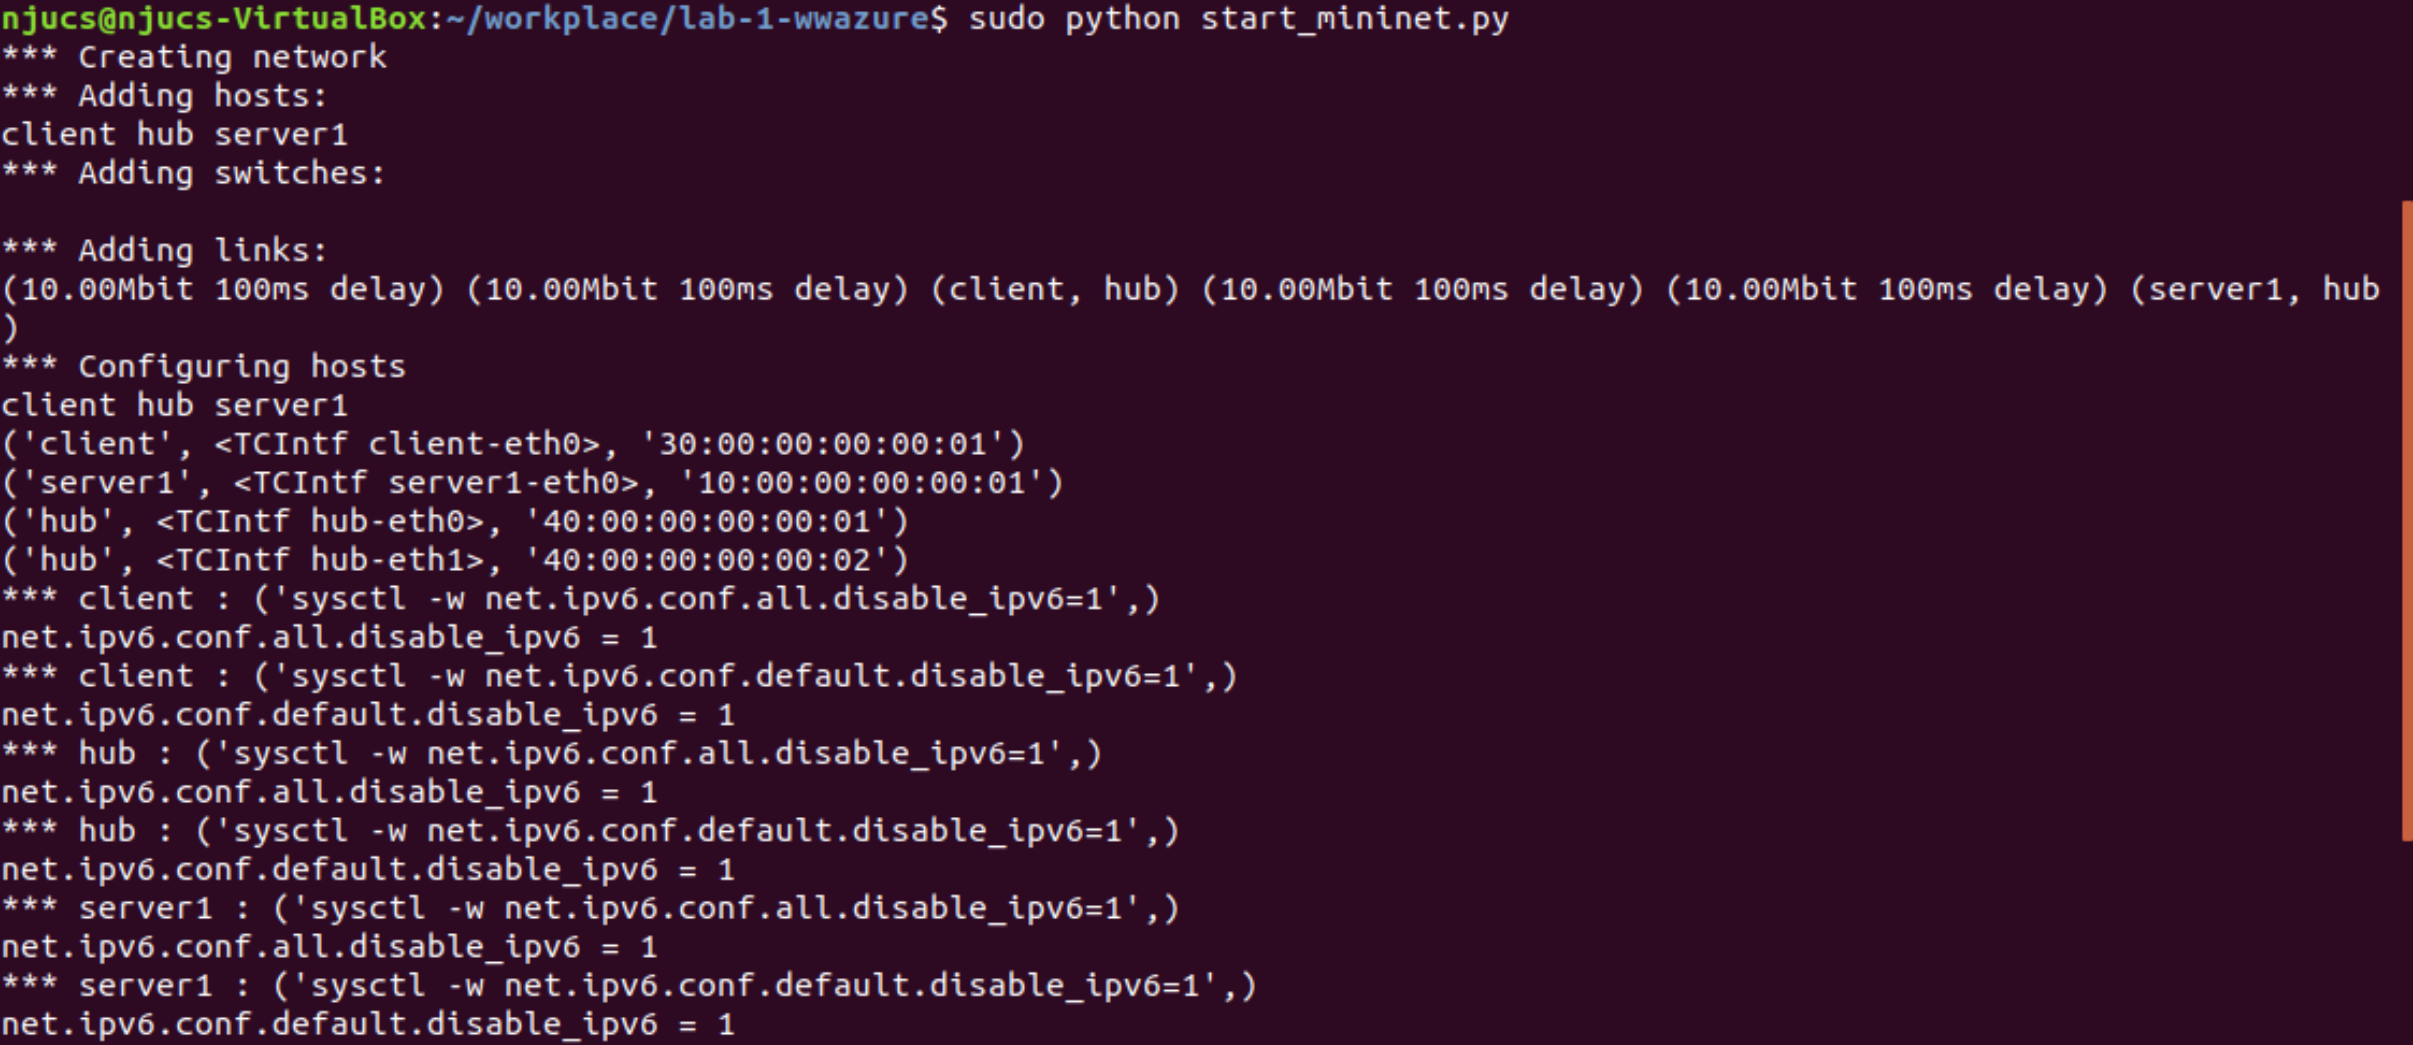 njucs@njucs-VirtualBox:~/workplace/lab-1-wwazure$ sudo python start_mininet.py
*** Creating network
*** Adding hosts:
client hub server1
*** Adding switches:

*** Adding links:
(10.00Mbit 100ms delay) (10.00Mbit 100ms delay) (client, hub) (10.00Mbit 100ms delay) (10.00Mbit 100ms delay) (server1, hub
)
*** Configuring hosts
client hub server1
('client', <TCIntf client-eth0>, '30:00:00:00:00:01')
('server1', <TCIntf server1-eth0>, '10:00:00:00:00:01')
('hub', <TCIntf hub-eth0>, '40:00:00:00:00:01')
('hub', <TCIntf hub-eth1>, '40:00:00:00:00:02')
*** client : ('sysctl -w net.ipv6.conf.all.disable_ipv6=1',)
net.ipv6.conf.all.disable_ipv6 = 1
*** client : ('sysctl -w net.ipv6.conf.default.disable_ipv6=1',)
net.ipv6.conf.default.disable_ipv6 = 1
*** hub : ('sysctl -w net.ipv6.conf.all.disable_ipv6=1',)
net.ipv6.conf.all.disable_ipv6 = 1
*** hub : ('sysctl -w net.ipv6.conf.default.disable_ipv6=1',)
net.ipv6.conf.default.disable_ipv6 = 1
*** server1 : ('sysctl -w net.ipv6.conf.all.disable_ipv6=1',)
net.ipv6.conf.all.disable_ipv6 = 1
*** server1 : ('sysctl -w net.ipv6.conf.default.disable_ipv6=1',)
net.ipv6.conf.default.disable_ipv6 = 1